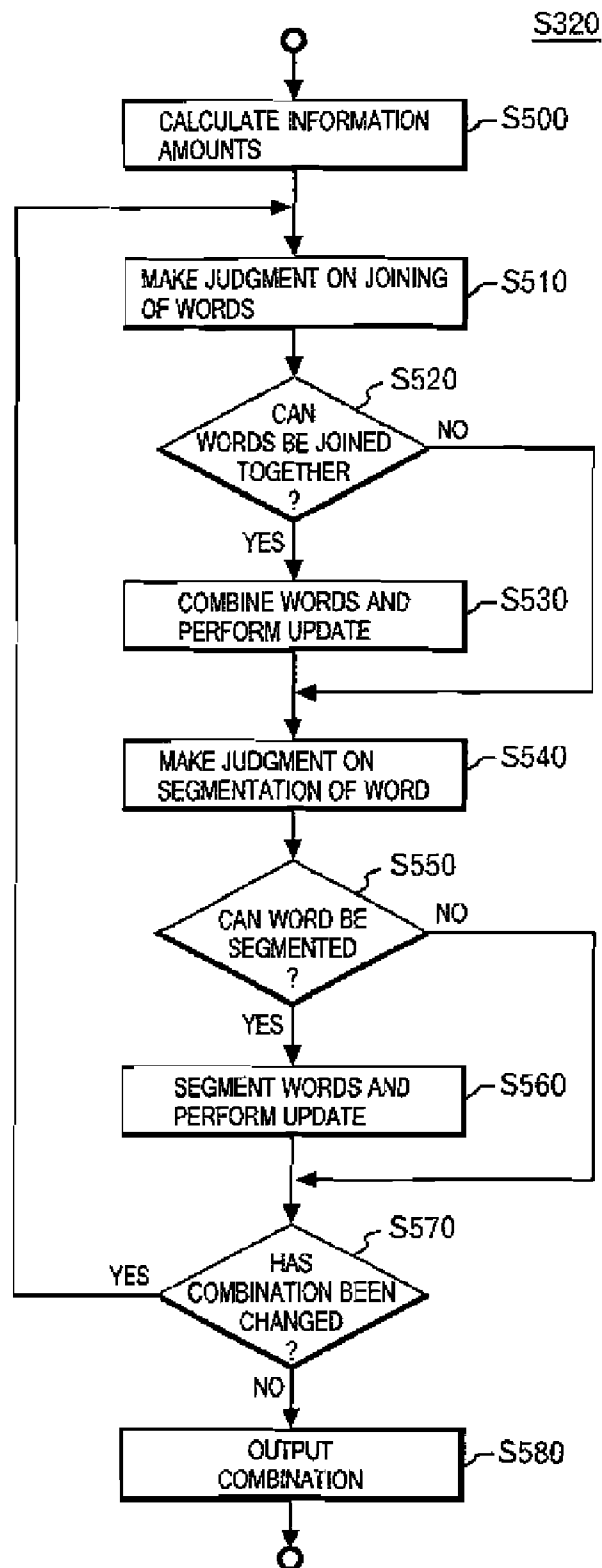 S320
CALCULATE INFORMATION
AMOUNTS
S500
MAKE JUDGMENT ON JOINING
OF WORDS
S510
S520
CAN
WORDS BE JOINED
TOGETHER
?
NO
YES
COMBINE WORDS AND
PERFORM UPDATE
S530
MAKE JUDGMENT ON
SEGMENTATION OF WORD
S540
S550
CAN WORD BE
SEGMENTED
?
NO
YES
SEGMENT WORDS AND
PERFORM UPDATE
S560
S570
HAS
COMBINATION BEEN
CHANGED
?
YES
NO
OUTPUT
COMBINATION
S580